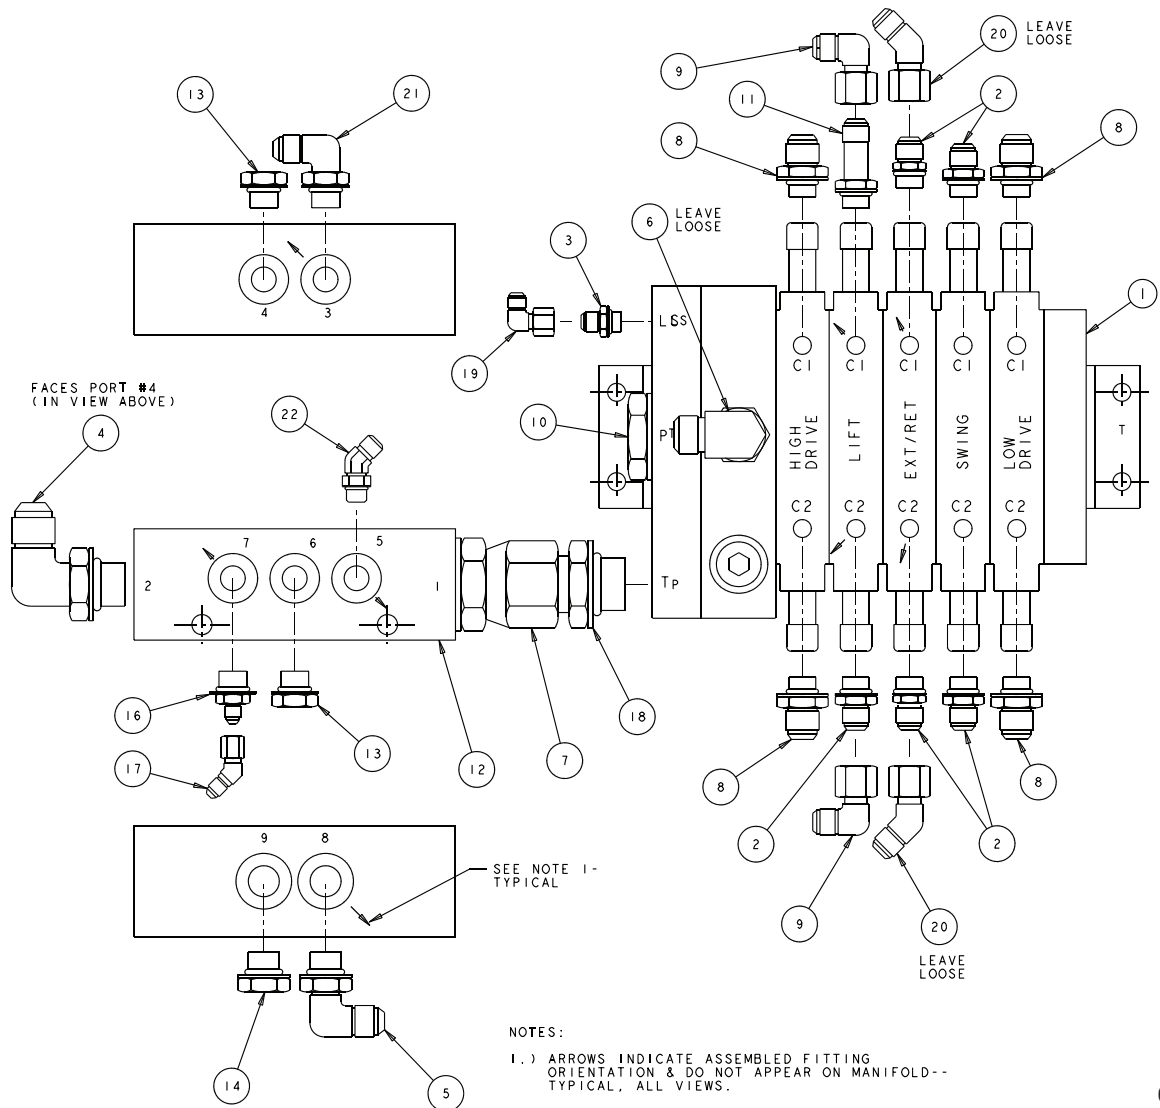 9
20
LEAVE
LOOSE
13
21
11
2
8
8
6
LEAVE
LOOSE
3
1
4
3
LS
19
C1
C1
C1
C1
C1
FACES PORT #4
(IN VIEW ABOVE)
4
22
10
HIGH
DRIVE
LIFT
EXT/RET
SWING
LOW
DRIVE
T
C2
C2
C2
C2
C2
7
6
5
2
1
TP
16
13
12
7
18
17
8
2
2
8
9
20
LEAVE
LOOSE
9
8
SEE NOTE 1-
TYPICAL
14
5
NOTES:
1.) ARROWS INDICATE ASSEMBLED FITTING
ORIENTATION & DO NOT APPEAR ON MANIFOLD--
TYPICAL, ALL VIEWS.